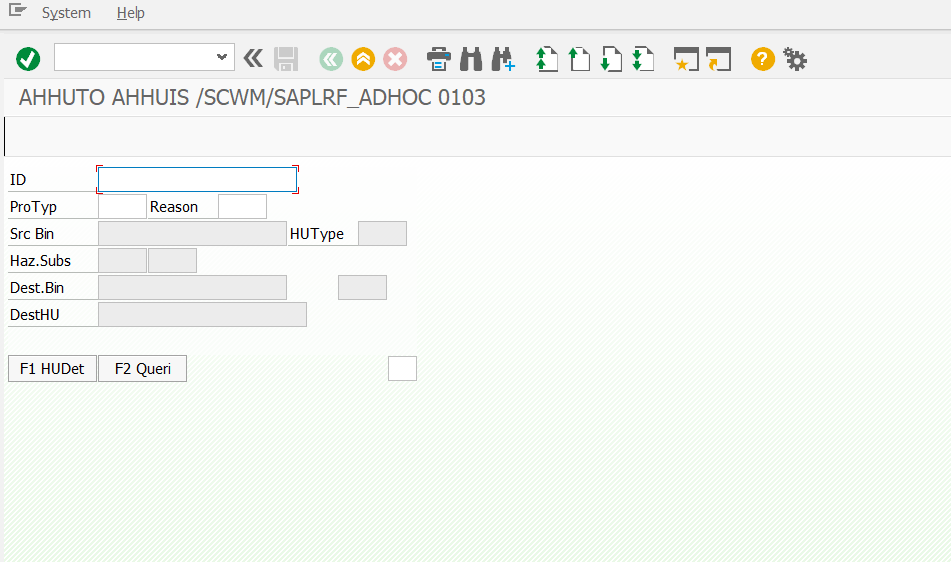 System Help
AHHUTO AHHUIS /SCWM/SAPLRF_ADHOC 0103
ID
ProTyp Reason
Src Bin HUType
Haz.Subs
Dest.Bin
DestHU
F1 HUDet F2 Queri